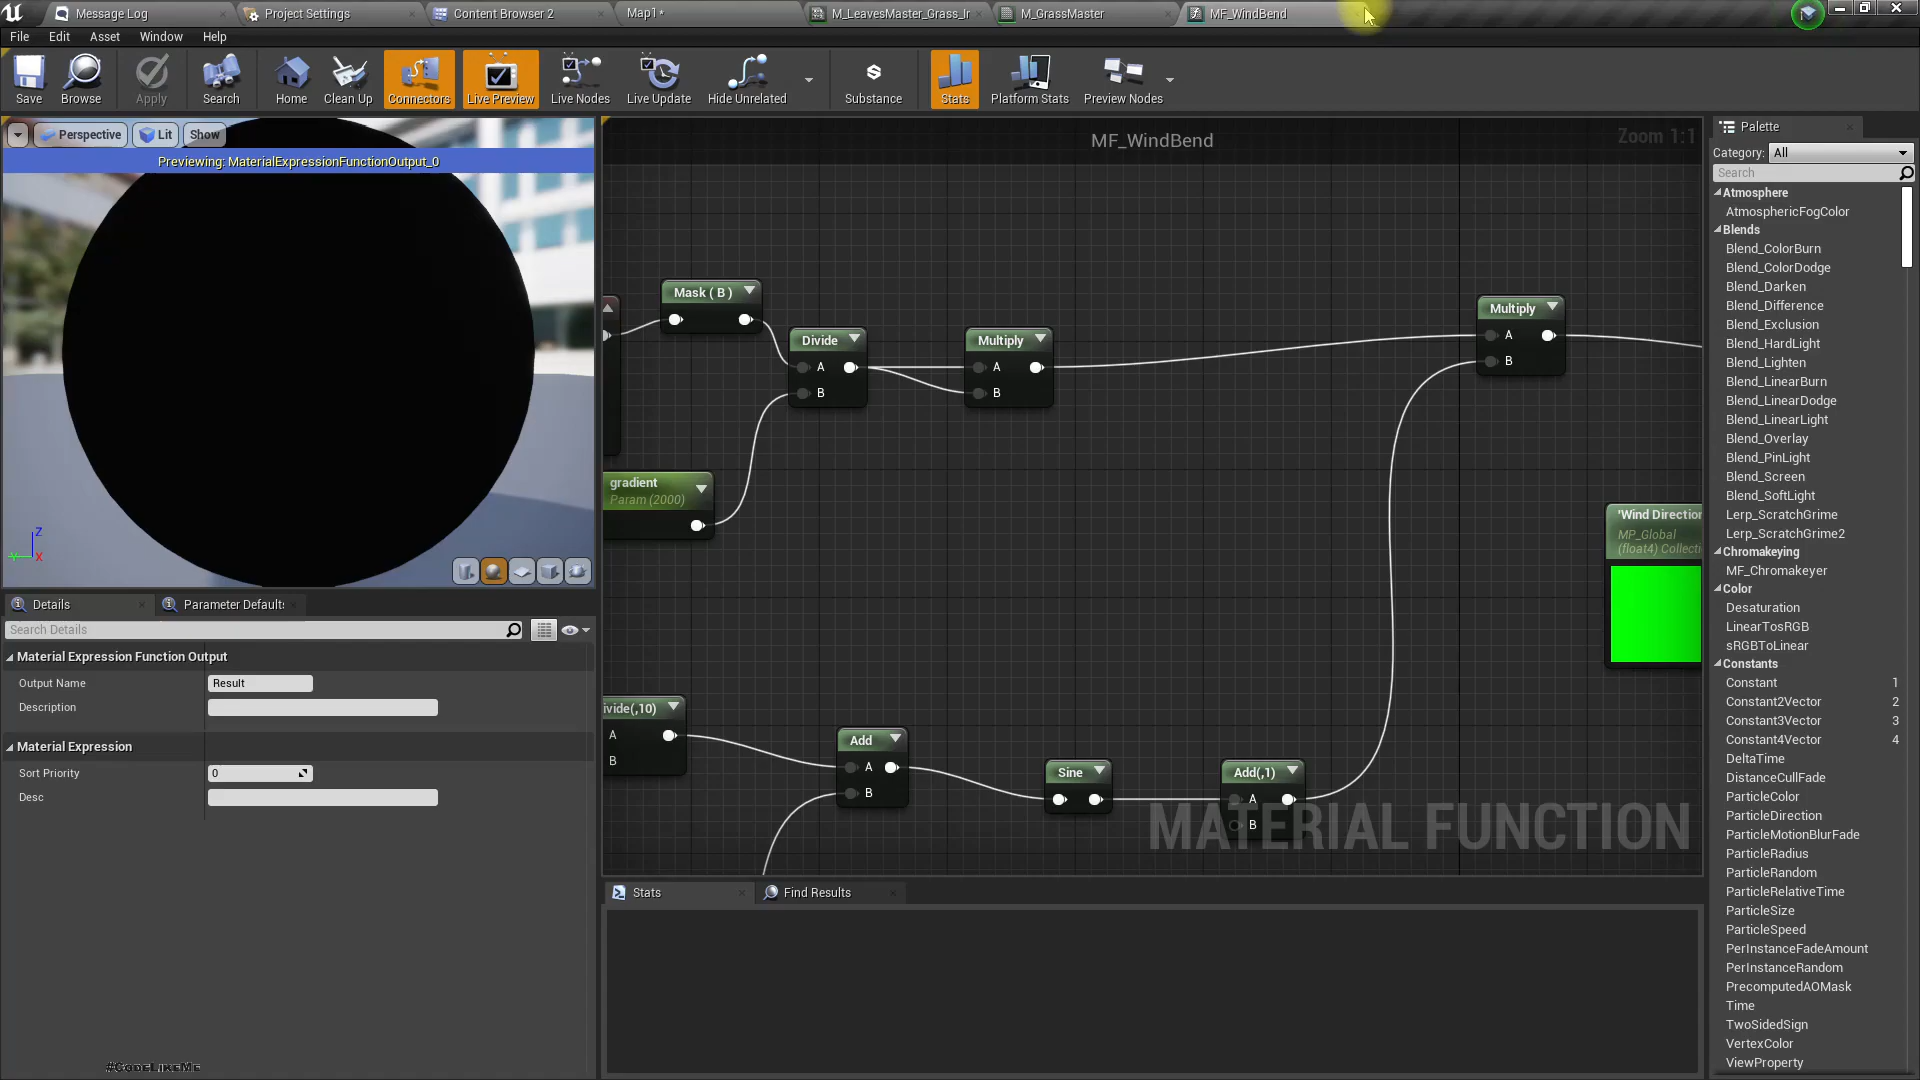 Message Log
Project Settings
Content Browser 2
Map1*
M_LeavesMaster_Grass_Ir
M_GrassMaster
MF_WindBend
File Edit Asset Window Help
Save
Browse
Apply
Search
Home
Clean Up
Connectors
Live Preview
Live Nodes
Live Update
Hide Unrelated
Substance
Stats
Platform Stats
Preview Nodes
Perspective
Lit
Show
Previewing: MaterialExpressionFunctionOutput_0
Z
Y
X
MF_WindBend
Zoom 1:1
Mask ( B )
Divide
A
B
Multiply
A
B
Multiply
A
B
gradient
Param (2000)
'Wind Direction
MP_Global
(float4) Collecti
ivide(,10)
A
B
Add
A
B
Sine
Add(,1)
A
B
MATERIAL FUNCTION
Details
Parameter Defaults
Search Details
Material Expression Function Output
Output Name
Result
Description
Material Expression
Sort Priority
0
Desc
#CodeLikeMe
Stats
Find Results
Palette
Category: All
Search
Atmosphere
AtmosphericFogColor
Blends
Blend_ColorBurn
Blend_ColorDodge
Blend_Darken
Blend_Difference
Blend_Exclusion
Blend_HardLight
Blend_Lighten
Blend_LinearBurn
Blend_LinearDodge
Blend_LinearLight
Blend_Overlay
Blend_PinLight
Blend_Screen
Blend_SoftLight
Lerp_ScratchGrime
Lerp_ScratchGrime2
Chromakeying
MF_Chromakeyer
Color
Desaturation
LinearTosRGB
sRGBToLinear
Constants
Constant 1
Constant2Vector 2
Constant3Vector 3
Constant4Vector 4
DeltaTime
DistanceCullFade
ParticleColor
ParticleDirection
ParticleMotionBlurFade
ParticleRadius
ParticleRandom
ParticleRelativeTime
ParticleSize
ParticleSpeed
PerInstanceFadeAmount
PerInstanceRandom
PrecomputedAOMask
Time
TwoSidedSign
VertexColor
ViewProperty